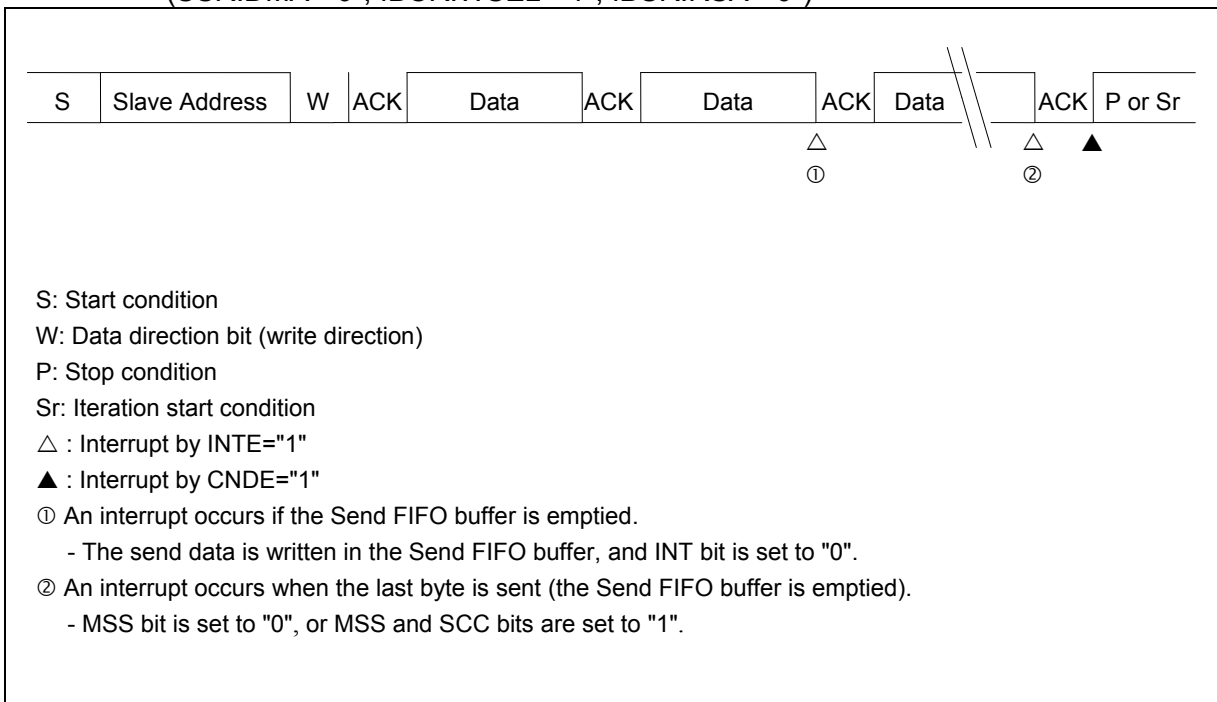 S Slave Address W ACK Data ACK Data ACK Data ACK P or Sr
△ △ ▲
① ②
S: Start condition
W: Data direction bit (write direction)
P: Stop condition
Sr: Iteration start condition
△ : Interrupt by INTE="1"
▲ : Interrupt by CNDE="1"
① An interrupt occurs if the Send FIFO buffer is emptied.
- The send data is written in the Send FIFO buffer, and INT bit is set to "0".
② An interrupt occurs when the last byte is sent (the Send FIFO buffer is emptied).
- MSS bit is set to "0", or MSS and SCC bits are set to "1".